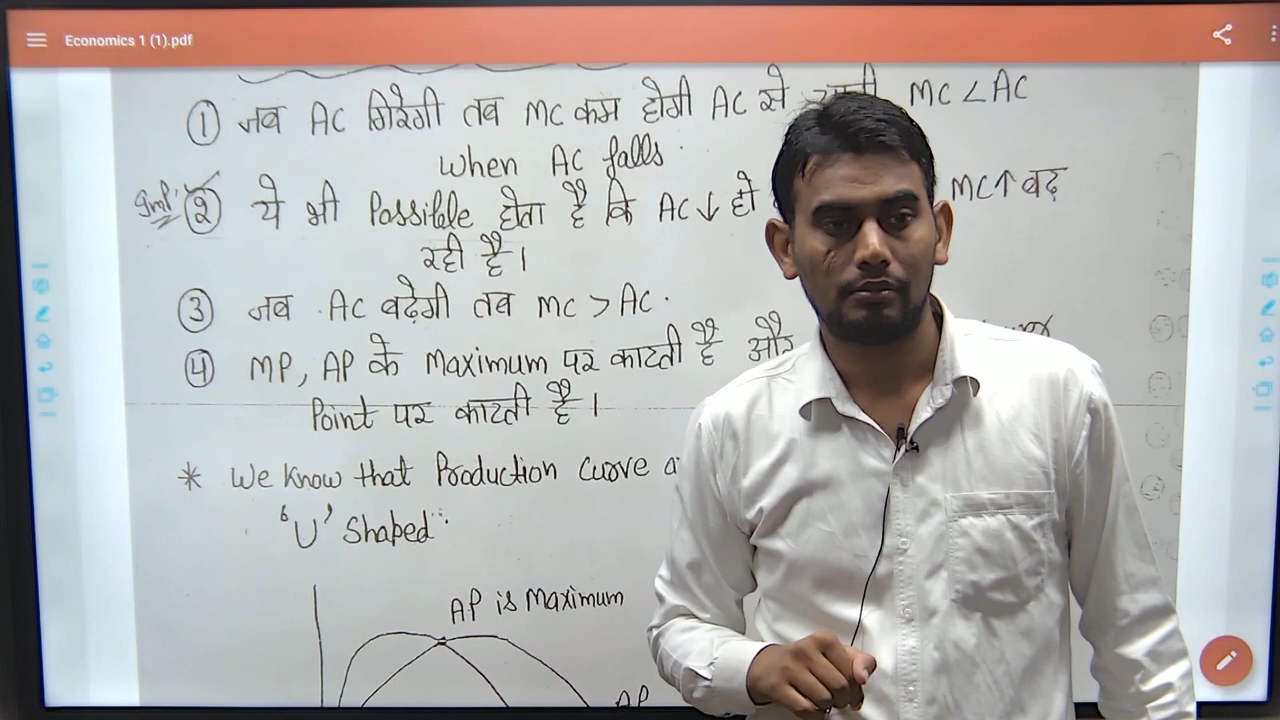 Economics 1 (1).pdf
① जब AC गिरेगी तब MC कम होगी AC से MC < AC
When AC falls
Imp. ② ये भी Possible होता है कि AC↓ हो MC↑ बढ़
रही है।
③ जब AC बढ़ेगी तब MC > AC.
④ MP, AP के Maximum पर काटती है और
Point पर काटती है।
* We Know that Production Curve a
'U' Shaped
AP is Maximum
AP